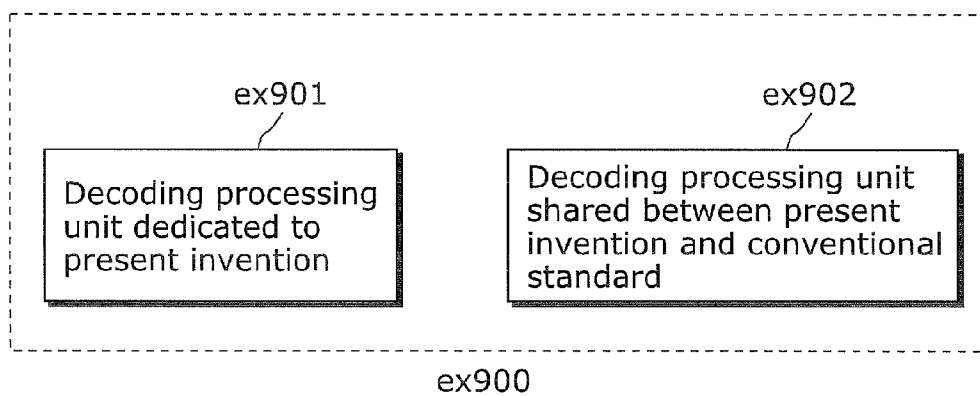 ex901
Decoding processing
unit dedicated to
present invention
ex902
Decoding processing unit
shared between present
invention and conventional
standard
ex900